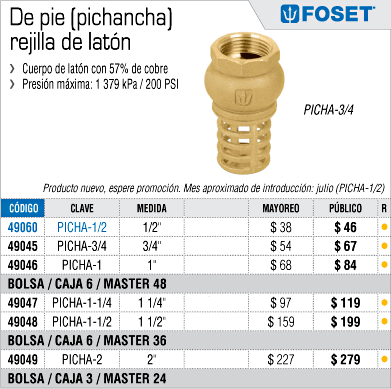 De pie (pichancha)
rejilla de latón
FOSET®
Cuerpo de latón con 57% de cobre
Presión máxima: 1 379 kPa / 200 PSI
PICHA-3/4
Producto nuevo, espere promoción. Mes aproximado de introducción: julio (PICHA-1/2)
CÓDIGO CLAVE MEDIDA MAYOREO PÚBLICO R
49060 PICHA-1/2 1/2" $ 38 $ 46
49045 PICHA-3/4 3/4" $ 54 $ 67
49046 PICHA-1 1" $ 68 $ 84
BOLSA / CAJA 6 / MASTER 48
49047 PICHA-1-1/4 1 1/4" $ 97 $ 119
49048 PICHA-1-1/2 1 1/2" $ 159 $ 199
BOLSA / CAJA 6 / MASTER 36
49049 PICHA-2 2" $ 227 $ 279
BOLSA / CAJA 3 / MASTER 24